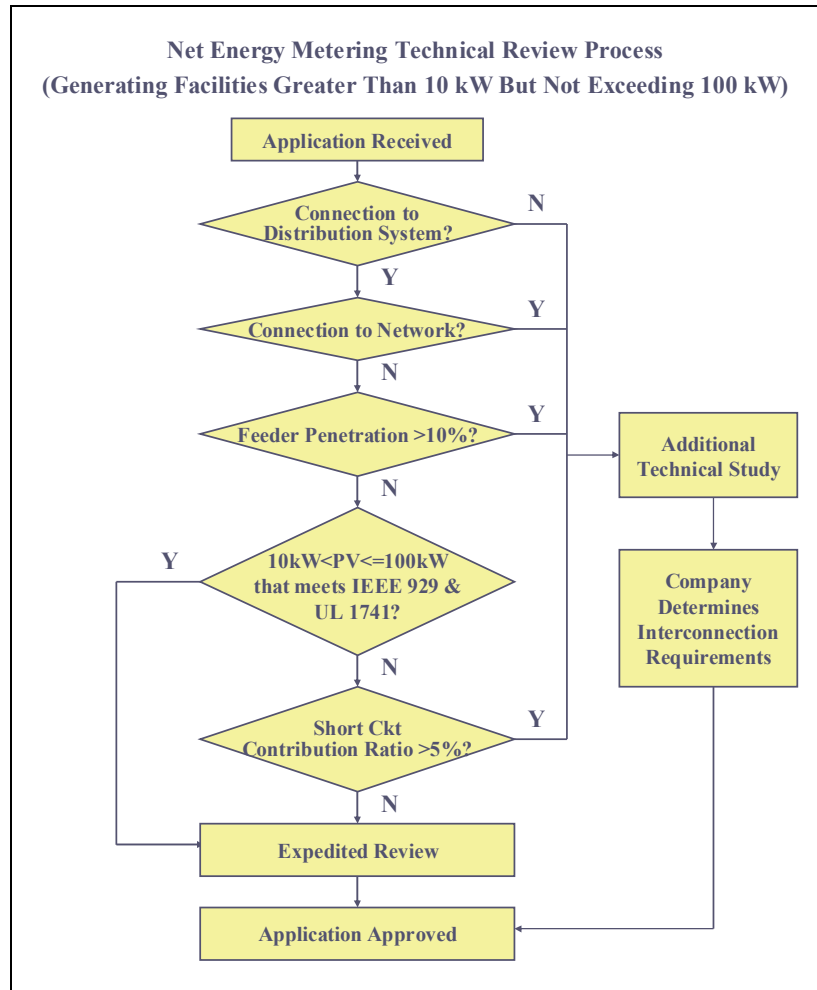 Net Energy Metering Technical Review Process
(Generating Facilities Greater Than 10 kW But Not Exceeding 100 kW)
Application Received
Connection to
Distribution System?
N
Y
Connection to Network?
Y
N
Feeder Penetration >10%?
Y
N
Additional
Technical Study
Y
10kW<PV<=100kW
that meets IEEE 929 &
UL 1741?
N
Company
Determines
Interconnection
Requirements
Short Ckt
Contribution Ratio >5%?
Y
N
Expedited Review
Application Approved